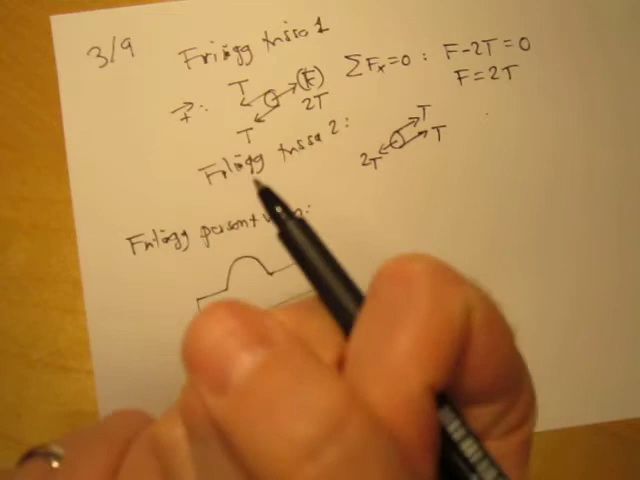 3/9
Frilägg trissa 1
→+ : T (F) 2T T ΣFx=0 : F-2T=0
F=2T
Frilägg trissa 2: T T 2T
Frilägg person+